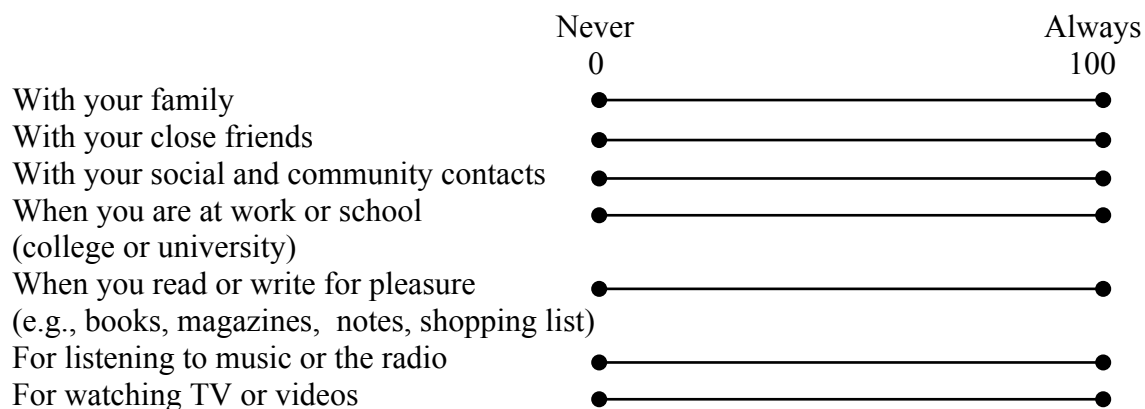 Never Always
0 100
With your family
With your close friends
With your social and community contacts
When you are at work or school
(college or university)
When you read or write for pleasure
(e.g., books, magazines,  notes, shopping list)
For listening to music or the radio
For watching TV or videos